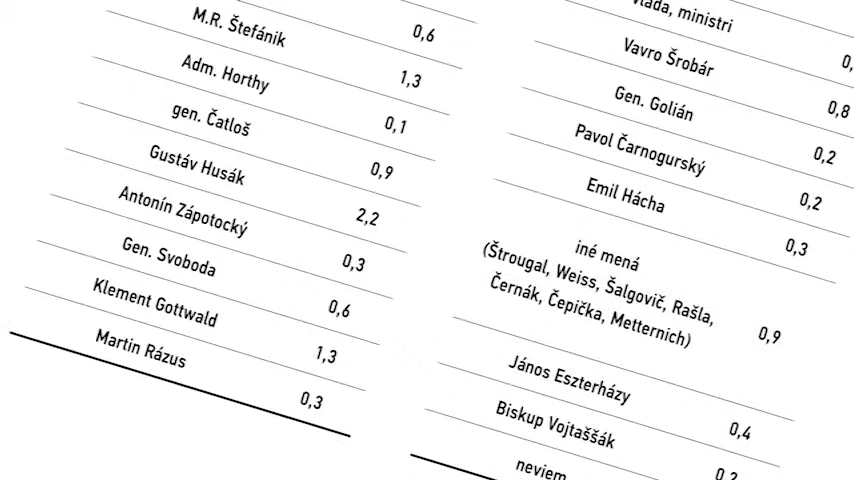 0,6
M.R. Štefánik 1,3
Adm. Horthy 0,1
gen. Čatloš 0,9
Gustáv Husák 2,2
Antonín Zápotocký 0,3
Gen. Svoboda 0,6
Klement Gottwald 1,3
Martin Rázus 0,3
ministri
Vavro Šrobár 0,8
Gen. Golián 0,2
Pavol Čarnogurský 0,2
Emil Hácha 0,3
iné mená
(Štrougal, Weiss, Šalgovič, Rašla,
Černák, Čepička, Metternich) 0,9
János Eszterházy 0,4
Biskup Vojtaššák 0,2
neviem